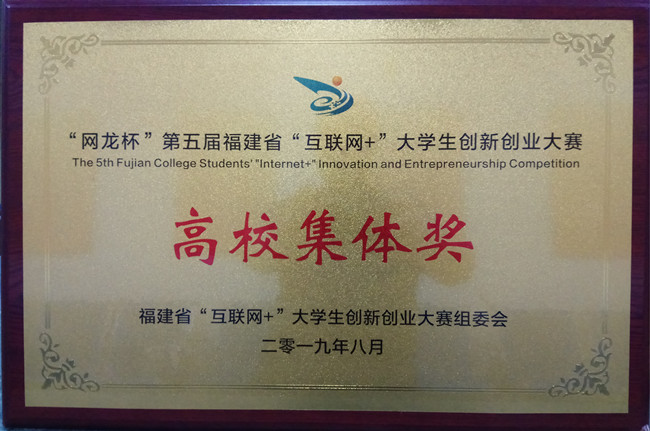 “网龙杯”第五届福建省“互联网+”大学生创新创业大赛
The 5th Fujian College Students' "Internet+" Innovation and Entrepreneurship Competition
高校集体奖
福建省“互联网+”大学生创新创业大赛组委会
二零一九年八月